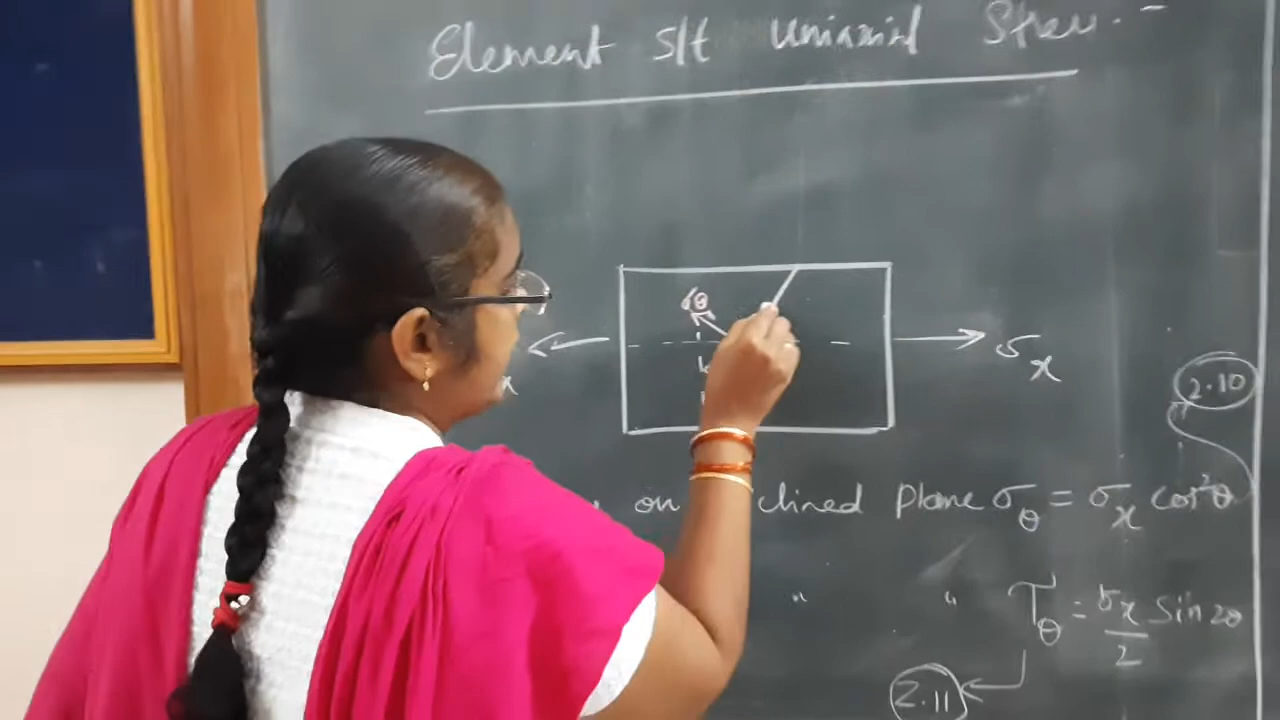 Element S/t Uniaxial Stress.
σθ
σx
x
2.10
on clined Plane σθ = σx cos²θ
" " τθ = σx/2 Sin 2θ
2.11